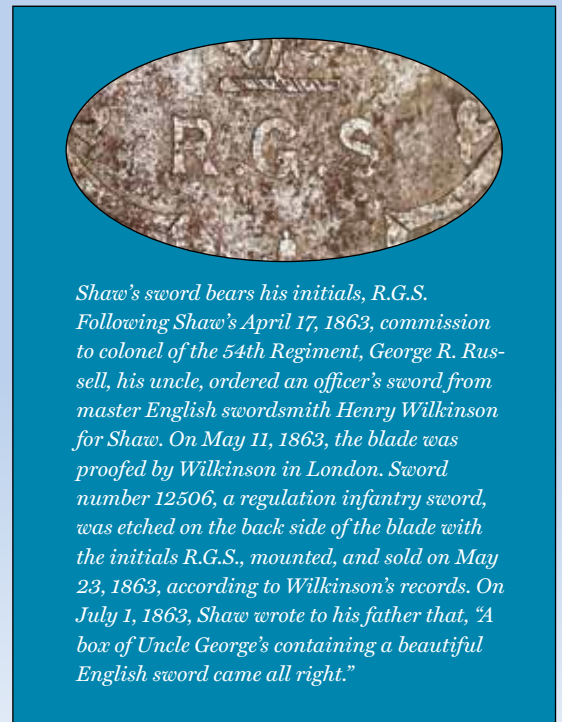 R.G.S
Shaw's sword bears his initials, R.G.S.
Following Shaw's April 17, 1863, commission
to colonel of the 54th Regiment, George R. Rus-
sell, his uncle, ordered an officer's sword from
master English swordsmith Henry Wilkinson
for Shaw. On May 11, 1863, the blade was
proofed by Wilkinson in London. Sword
number 12506, a regulation infantry sword,
was etched on the back side of the blade with
the initials R.G.S., mounted, and sold on May
23, 1863, according to Wilkinson's records. On
July 1, 1863, Shaw wrote to his father that, “A
box of Uncle George's containing a beautiful
English sword came all right.”